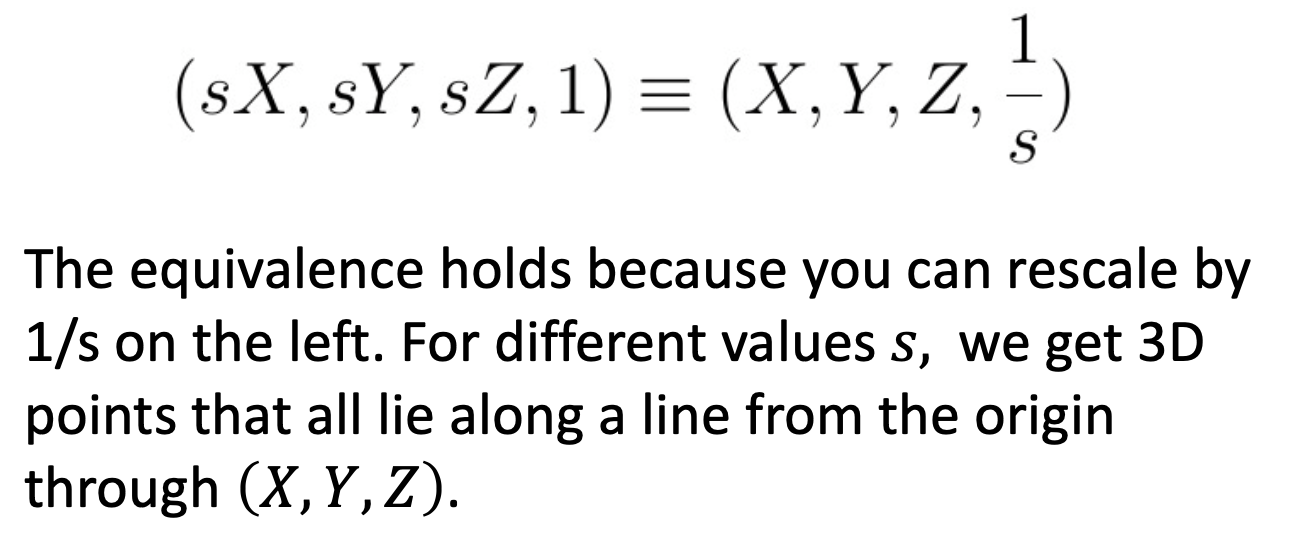 (sX, sY, sZ, 1) ≡ (X, Y, Z, 1/s)
The equivalence holds because you can rescale by
1/s on the left. For different values s, we get 3D
points that all lie along a line from the origin
through (X, Y, Z).